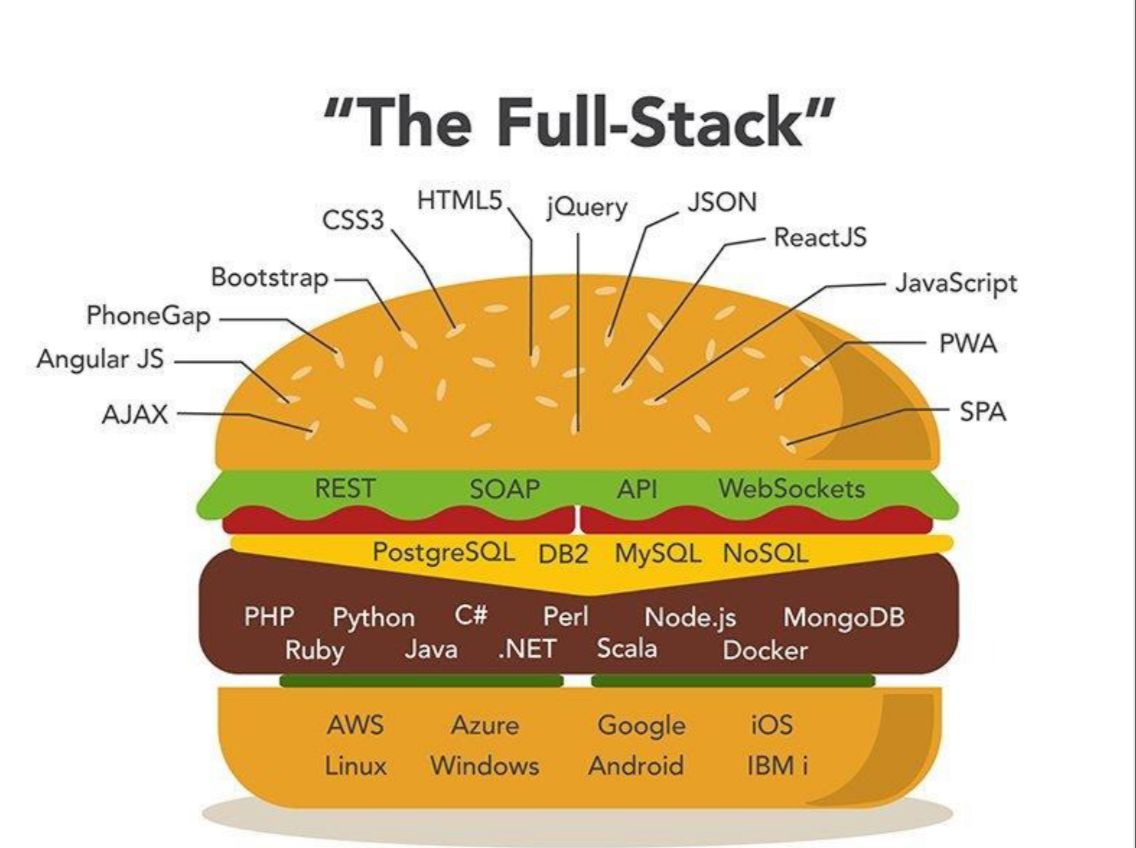 “The Full-Stack”
HTML5
jQuery
JSON
CSS3
ReactJS
Bootstrap
JavaScript
PhoneGap
PWA
Angular JS
AJAX
SPA
REST SOAP API WebSockets
PostgreSQL DB2 MySQL NoSQL
PHP Python C# Perl Node.js MongoDB
Ruby Java .NET Scala Docker
AWS Azure Google iOS
Linux Windows Android IBM i